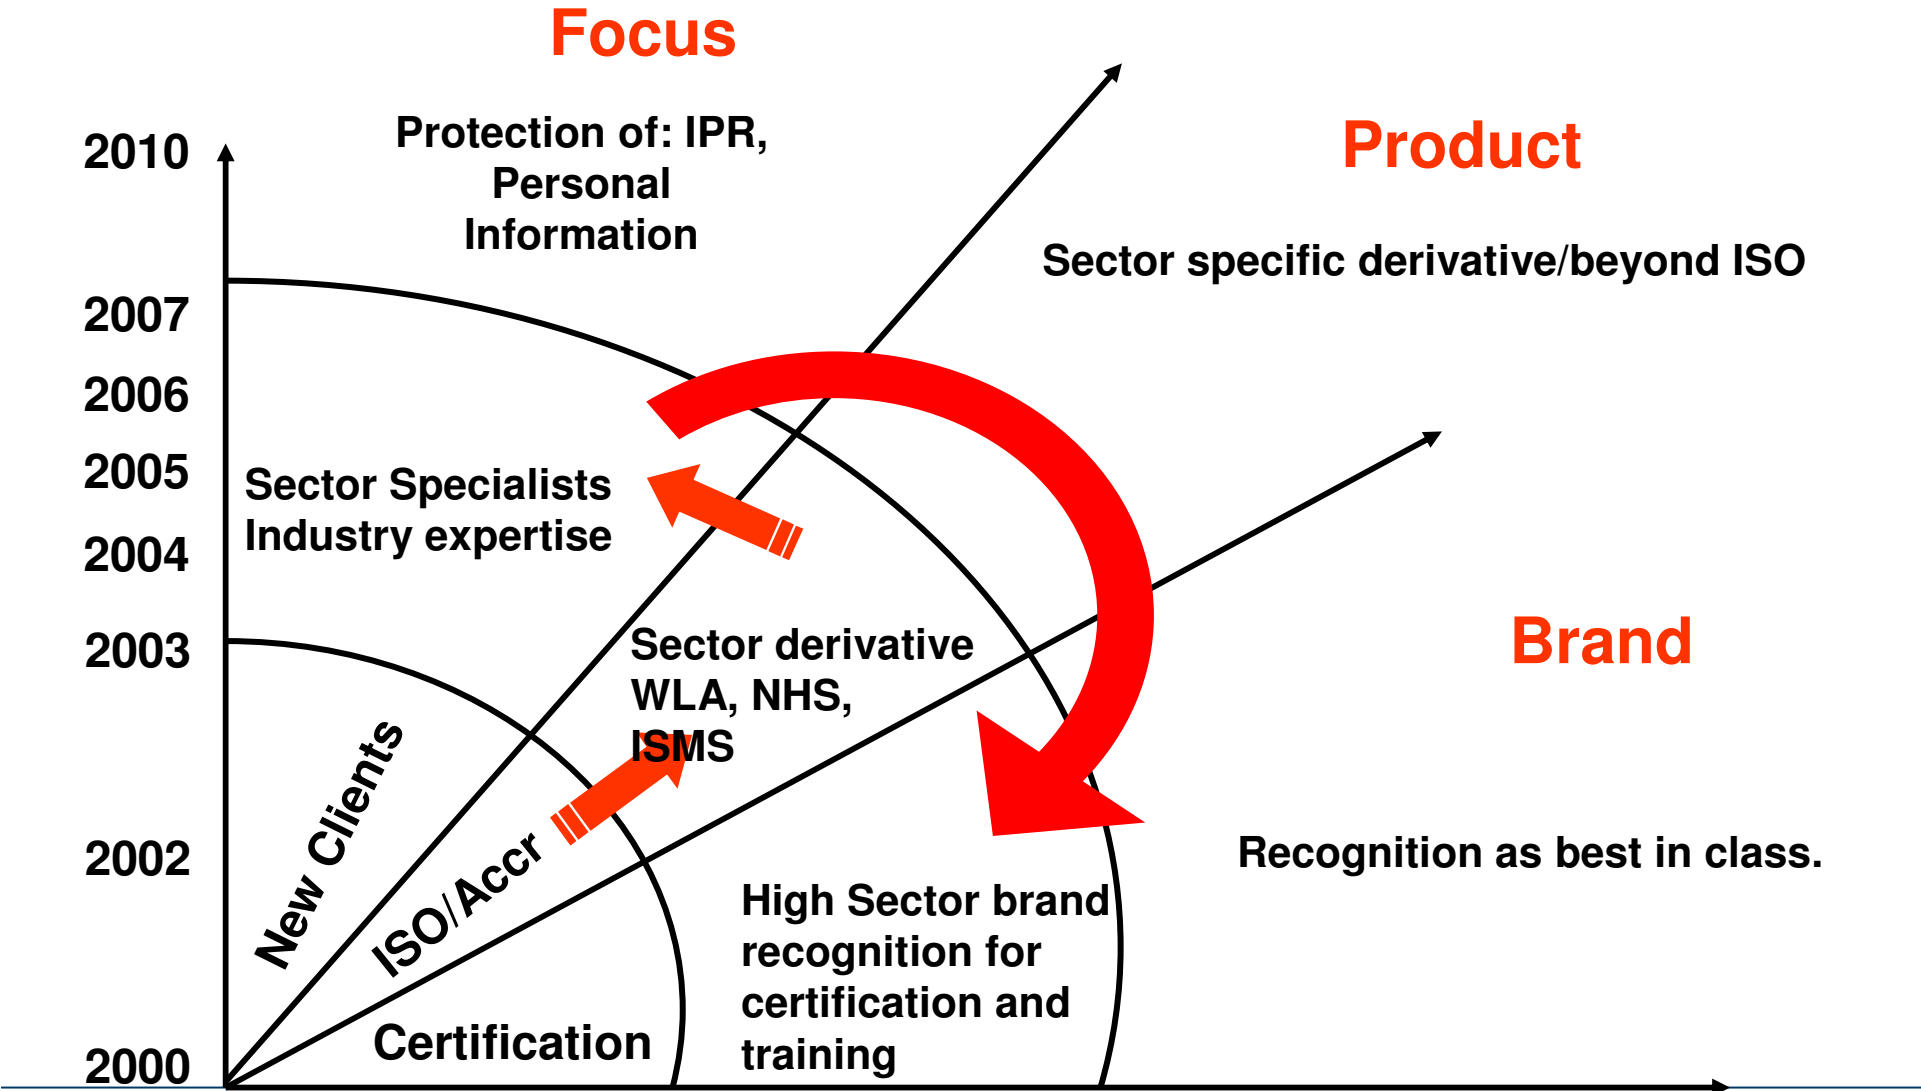 Focus
Protection of: IPR,
Personal
Information
Product
Sector specific derivative/beyond ISO
Brand
Recognition as best in class.
2010
2007
2006
2005
2004
2003
2002
2000
Sector Specialists
Industry expertise
Sector derivative
WLA, NHS,
ISMS
High Sector brand
recognition for
certification and
training
New Clients
ISO/Accr
Certification